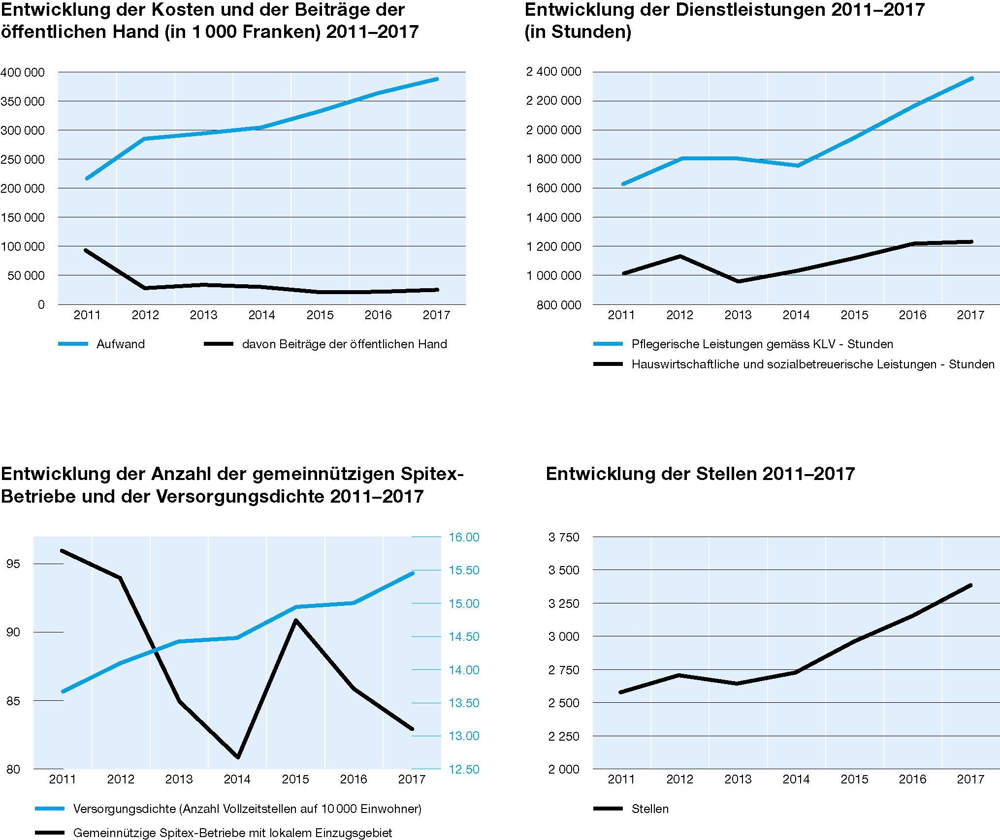 Entwicklung der Kosten und der Beiträge der
öffentlichen Hand (in 1 000 Franken) 2011–2017
400 000
350 000
300 000
250 000
200 000
150 000
100 000
50 000
0
2011 2012 2013 2014 2015 2016 2017
Aufwand davon Beiträge der öffentlichen Hand
Entwicklung der Dienstleistungen 2011–2017
(in Stunden)
2 400 000
2 200 000
2 000 000
1 800 000
1 600 000
1 400 000
1 200 000
1 000 000
800 000
2011 2012 2013 2014 2015 2016 2017
Pflegerische Leistungen gemäss KLV - Stunden
Hauswirtschaftliche und sozialbetreuerische Leistungen - Stunden
Entwicklung der Anzahl der gemeinnützigen Spitex-
Betriebe und der Versorgungsdichte 2011–2017
95
90
85
80
16.00
15.50
15.00
14.50
14.00
13.50
13.00
12.50
2011 2012 2013 2014 2015 2016 2017
Versorgungsdichte (Anzahl Vollzeitstellen auf 10 000 Einwohner)
Gemeinnützige Spitex-Betriebe mit lokalem Einzugsgebiet
Entwicklung der Stellen 2011–2017
3 750
3 500
3 250
3 000
2 750
2 500
2 250
2 000
2011 2012 2013 2014 2015 2016 2017
Stellen